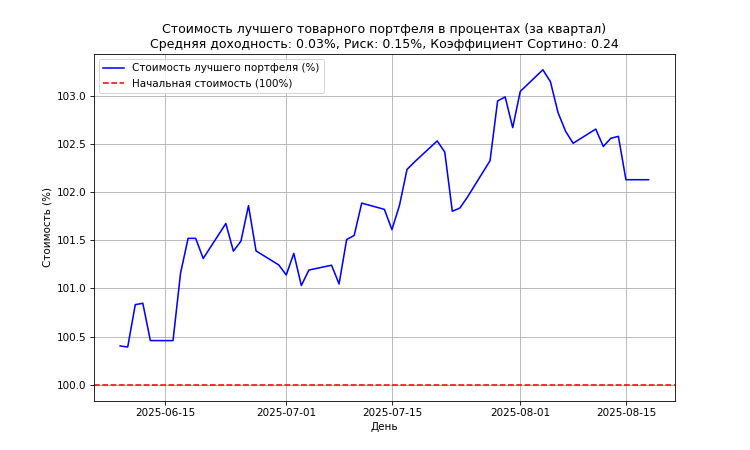 Стоимость лучшего товарного портфеля в процентах (за квартал)
Средняя доходность: 0.03%, Риск: 0.15%, Коэффициент Сортино: 0.24
Стоимость лучшего портфеля (%)
Начальная стоимость (100%)
Стоимость (%)
103.0
102.5
102.0
101.5
101.0
100.5
100.0
2025-06-15
2025-07-01
2025-07-15
2025-08-01
2025-08-15
День